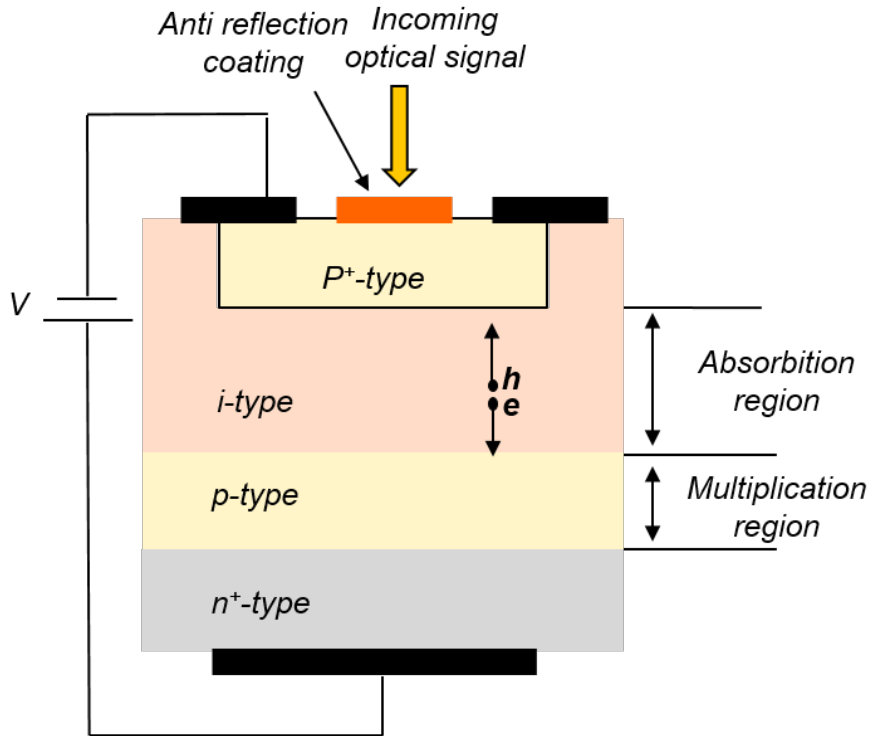 Anti reflection
coating
Incoming
optical signal
P⁺-type
V
h
e
i-type
Absorbition
region
p-type
Multiplication
region
n⁺-type